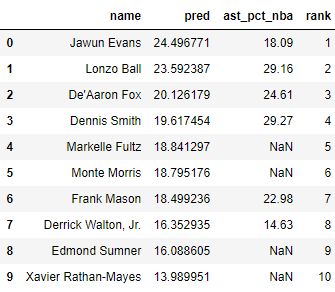 name pred ast_pct_nba rank
0 Jawun Evans 24.496771 18.09 1
1 Lonzo Ball 23.592387 29.16 2
2 De'Aaron Fox 20.126179 24.61 3
3 Dennis Smith 19.617454 29.27 4
4 Markelle Fultz 18.841297 NaN 5
5 Monte Morris 18.795176 NaN 6
6 Frank Mason 18.499236 22.98 7
7 Derrick Walton, Jr. 16.352935 14.63 8
8 Edmond Sumner 16.088605 NaN 9
9 Xavier Rathan-Mayes 13.989951 NaN 10